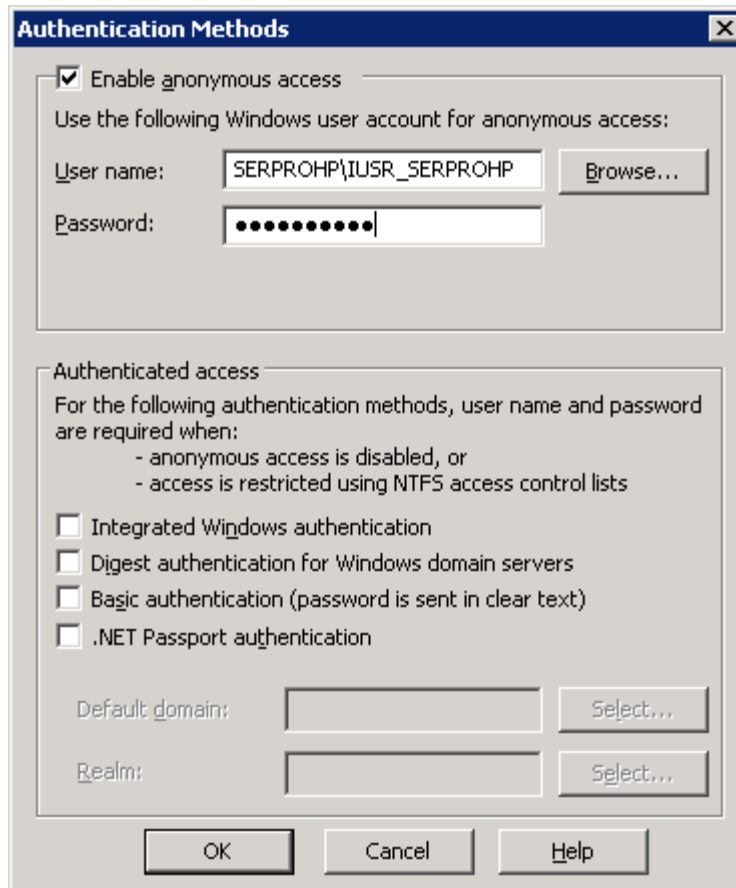 Authentication Methods
Enable anonymous access
Use the following Windows user account for anonymous access:
User name: SERPROHP\IUSR_SERPROHP Browse...
Password: ●●●●●●●●●●
Authenticated access
For the following authentication methods, user name and password
are required when:
- anonymous access is disabled, or
- access is restricted using NTFS access control lists
Integrated Windows authentication
Digest authentication for Windows domain servers
Basic authentication (password is sent in clear text)
.NET Passport authentication
Default domain: Select...
Realm: Select...
OK Cancel Help